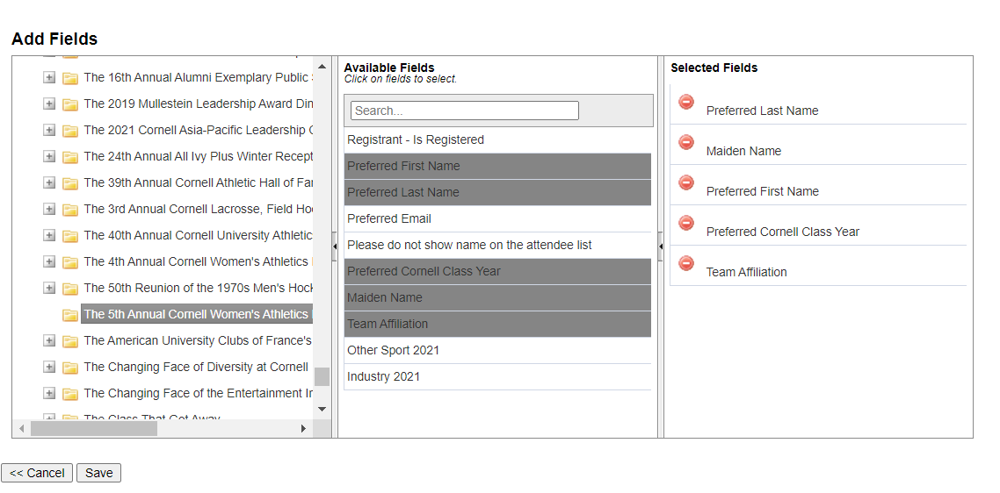 Add Fields
The 16th Annual Alumni Exemplary Public
The 2019 Mullestein Leadership Award Din
The 2021 Cornell Asia-Pacific Leadership
The 24th Annual All Ivy Plus Winter Recept
The 39th Annual Cornell Athletic Hall of Fa
The 3rd Annual Cornell Lacrosse, Field Ho
The 40th Annual Cornell University Athletic
The 4th Annual Cornell Women's Athletics
The 50th Reunion of the 1970s Men's Hock
The 5th Annual Cornell Women's Athletics
The American University Clubs of France's
The Changing Face of Diversity at Cornell
The Changing Face of the Entertainment In
The Class That Got Away
Available Fields
Click on fields to select.
Search...
Registrant - Is Registered
Preferred First Name
Preferred Last Name
Preferred Email
Please do not show name on the attendee list
Preferred Cornell Class Year
Maiden Name
Team Affiliation
Other Sport 2021
Industry 2021
Selected Fields
Preferred Last Name
Maiden Name
Preferred First Name
Preferred Cornell Class Year
Team Affiliation
<< Cancel
Save